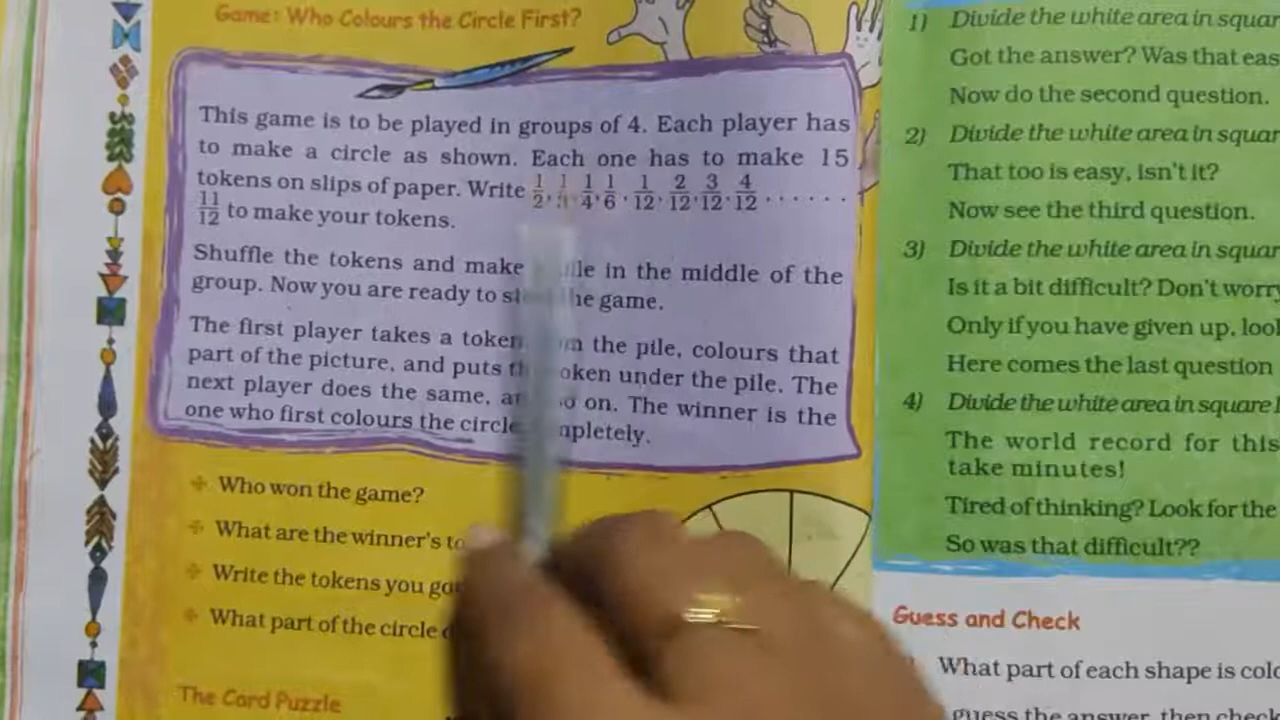 Game: Who Colours the Circle First?
This game is to be played in groups of 4. Each player has
to make a circle as shown. Each one has to make 15
tokens on slips of paper. Write 1/2, 1/4, 1/6, 1/12, 2/12, 3/12, 4/12 . . . . . .
11/12 to make your tokens.
Shuffle the tokens and make in the middle of the
group. Now you are ready to the game.
The first player takes a token the pile, colours that
part of the picture, and puts under the pile. The
next player does the same, on. The winner is the
one who first colours the circle
Who won the game?
What are the winner's
Write the tokens you
What part of the circle
The Card Puzzle
1) Divide the white area in
Got the answer? Was that
Now do the second question.
2) Divide the white area in
That too is easy, isn't it?
Now see the third question.
3) Divide the white area in
Is it a bit difficult? Don't
Only if you have given up,
Here comes the last question
4) Divide the white area in square
The world record for this
take minutes!
Tired of thinking? Look for the
So was that difficult??
Guess and Check
What part of each shape is
guess the answer, then check